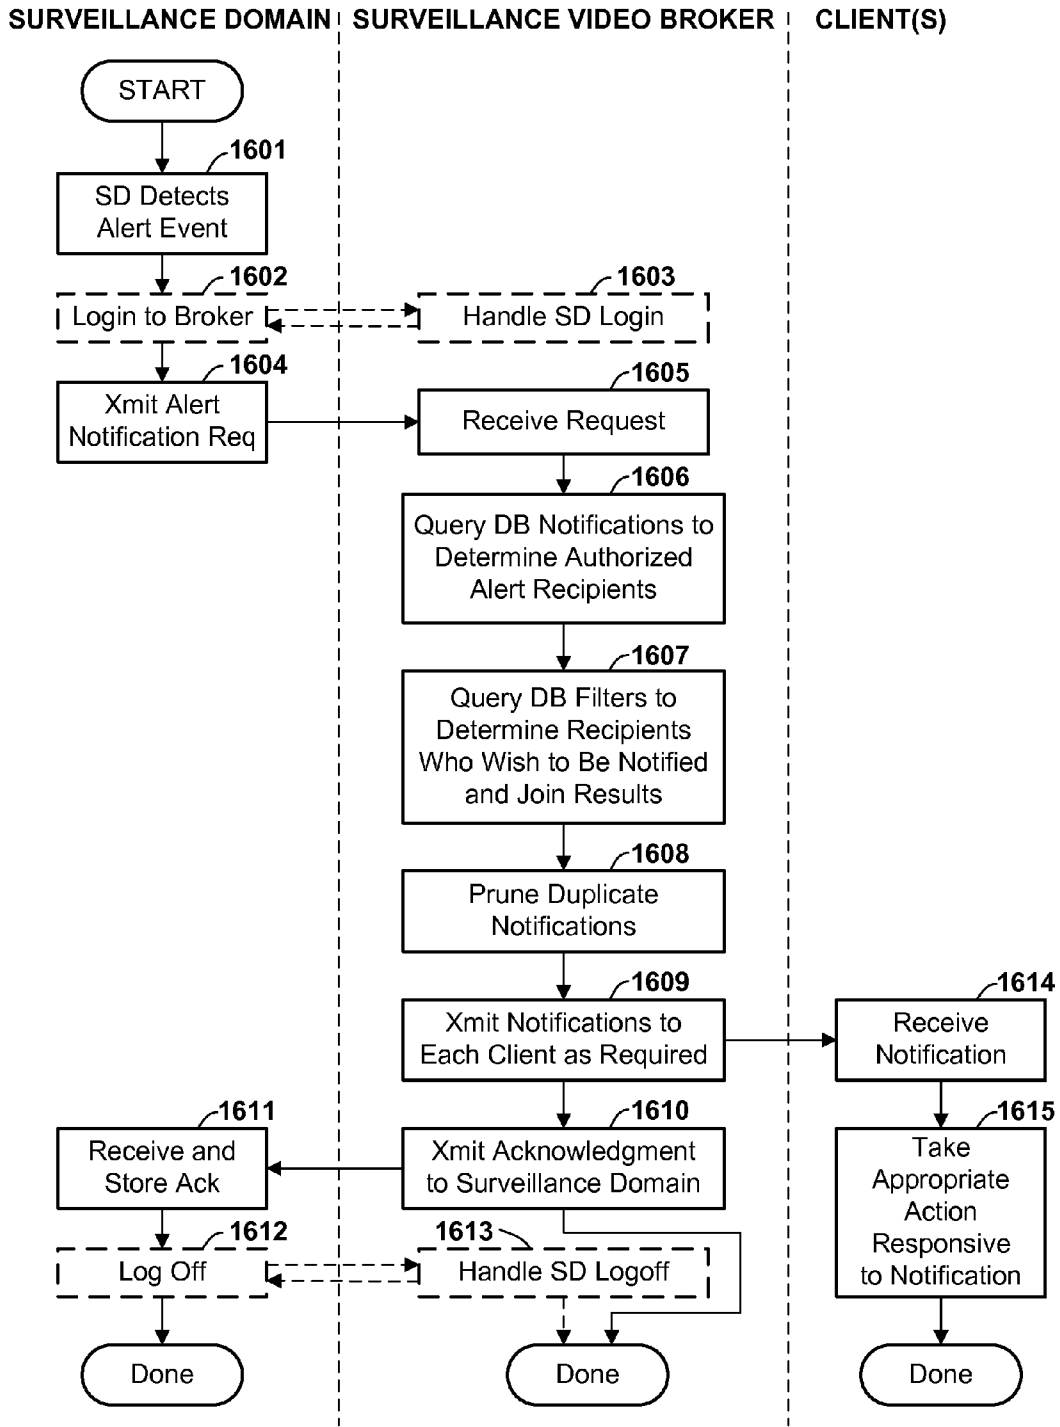 SURVEILLANCE DOMAIN
SURVEILLANCE VIDEO BROKER
CLIENT(S)
START
1601
SD Detects
Alert Event
1602
Login to Broker
1603
Handle SD Login
1604
Xmit Alert
Notification Req
1605
Receive Request
1606
Query DB Notifications to
Determine Authorized
Alert Recipients
1607
Query DB Filters to
Determine Recipients
Who Wish to Be Notified
and Join Results
1608
Prune Duplicate
Notifications
1609
Xmit Notifications to
Each Client as Required
1614
Receive
Notification
1610
Xmit Acknowledgment
to Surveillance Domain
1611
Receive and
Store Ack
1615
Take
Appropriate
Action
Responsive
to Notification
1612
Log Off
1613
Handle SD Logoff
Done
Done
Done